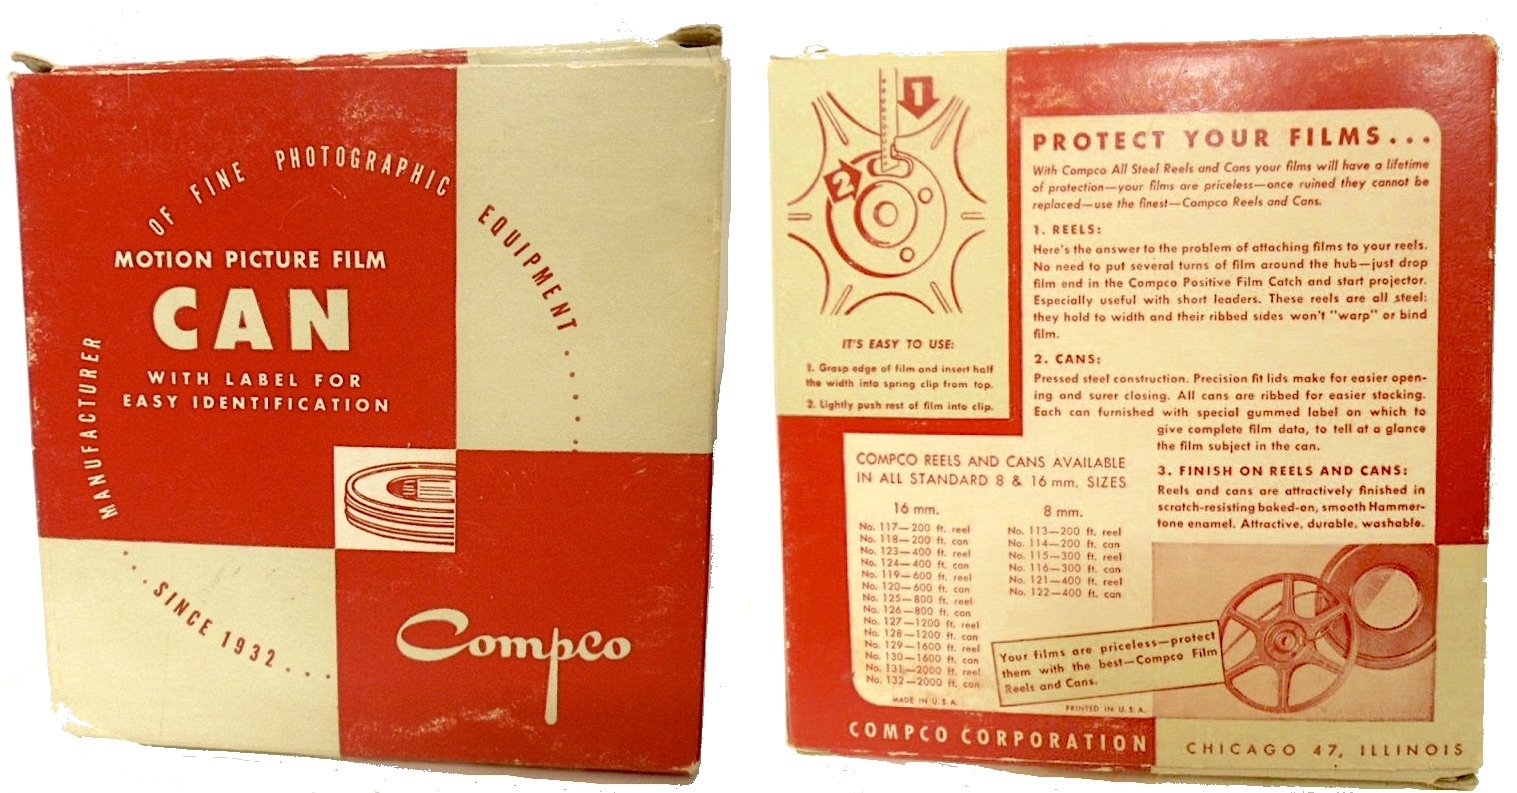 MANUFACTURER
OF FINE PHOTOGRAPHIC
EQUIPMENT....
...SINCE 1932....
MOTION PICTURE FILM
CAN
WITH LABEL FOR
EASY IDENTIFICATION
Compco
1
2
IT'S EASY TO USE:
1. Grasp edge of film and insert half
the width into spring clip from top.
2. Lightly push rest of film into clip.
PROTECT YOUR FILMS...
With Compco All Steel Reels and Cans your films will have a lifetime
of protection—your films are priceless—once ruined they cannot be
replaced—use the finest—Compco Reels and Cans.
1. REELS:
Here's the answer to the problem of attaching films to your reels.
No need to put several turns of film around the hub—just drop
film end in the Compco Positive Film Catch and start projector.
Especially useful with short leaders. These reels are all steel:
they hold to width and their ribbed sides won't "warp" or bind
film.
2. CANS:
Pressed steel construction. Precision fit lids make for easier open-
ing and surer closing. All cans are ribbed for easier stacking.
Each can furnished with special gummed label on which to
give complete film data, to tell at a glance
the film subject in the can.
3. FINISH ON REELS AND CANS:
Reels and cans are attractively finished in
scratch-resisting baked-on, smooth Hammer-
tone enamel. Attractive, durable, washable.
COMPCO REELS AND CANS AVAILABLE
IN ALL STANDARD 8 & 16 mm. SIZES
16 mm.
No. 117—200 ft. reel
No. 118—200 ft. can
No. 123—400 ft. reel
No. 124—400 ft. can
No. 119—600 ft. reel
No. 120—600 ft. can
No. 125—800 ft. reel
No. 126—800 ft. can
No. 127—1200 ft. reel
No. 128—1200 ft. can
No. 129—1600 ft. reel
No. 130—1600 ft. can
No. 131—2000 ft. reel
No. 132—2000 ft. can
8 mm.
No. 113—200 ft. reel
No. 114—200 ft. can
No. 115—300 ft. reel
No. 116—300 ft. can
No. 121—400 ft. reel
No. 122—400 ft. can
Your films are priceless—protect
them with the best—Compco Film
Reels and Cans.
MADE IN U.S.A.
PRINTED IN U.S.A.
COMPCO CORPORATION
CHICAGO 47, ILLINOIS